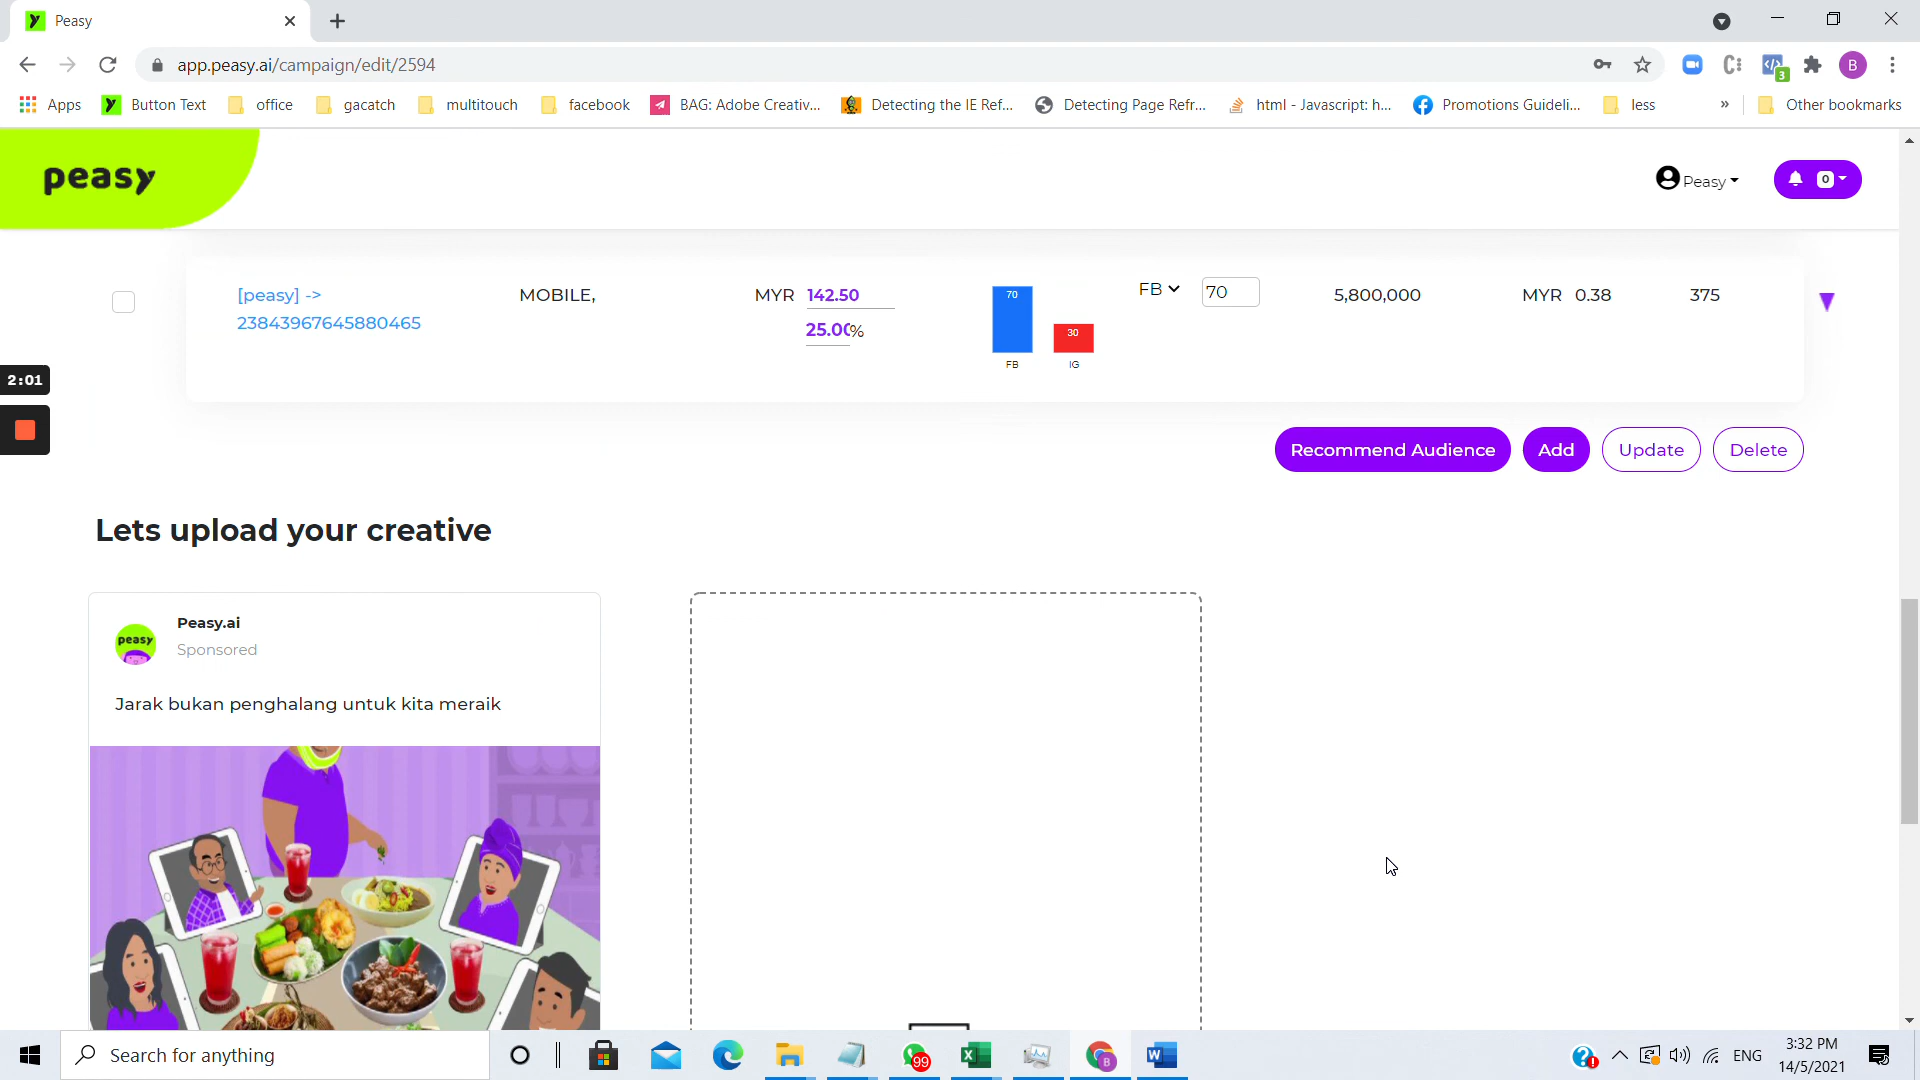 Peasy
app.peasy.ai/campaign/edit/2594
3
B
Apps
Button Text
office
gacatch
multitouch
facebook
BAG: Adobe Creativ...
Detecting the IE Ref...
Detecting Page Refr...
html - Javascript: h...
Promotions Guideli...
less
»
Other bookmarks
peasy
Peasy
0
[peasy] ->
23843967645880465
MOBILE,
MYR 142.50
25.00%
70
30
FB
IG
FB
70
5,800,000
MYR 0.38
375
2:01
Recommend Audience
Add
Update
Delete
Lets upload your creative
peasy
Peasy.ai
Sponsored
Jarak bukan penghalang untuk kita meraik
Search for anything
99
B
ENG
3:32 PM
14/5/2021